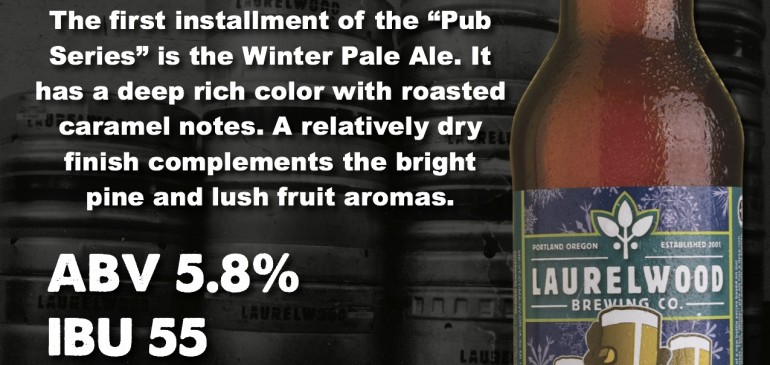 The first installment of the “Pub
Series” is the Winter Pale Ale. It
has a deep rich color with roasted
caramel notes. A relatively dry
finish complements the bright
pine and lush fruit aromas.
ABV 5.8%
IBU 55
PORTLAND OREGON
ESTABLISHED 2001
LAURELWOOD
BREWING CO.
LAURELWOOD